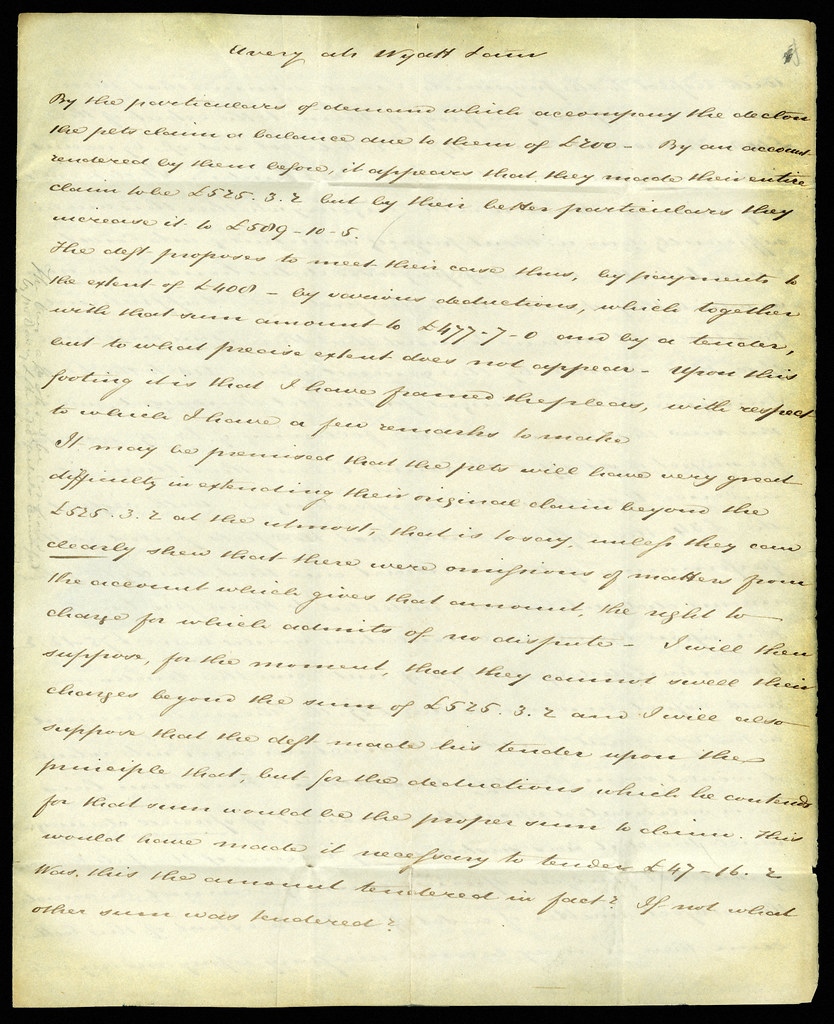 Avery ats Wyatt &
By the particulars of demand which accompany the declon
the plts claim a balance due to them of £200 - By an account
rendered by them before, it appears that they made their entire
claim to be £525. 3. 2 but by their better particulars they
increase it to £589-10-5.
The deft proposes to meet their case thus, by payments to
the extent of £408 - by various deductions, which together
with that sum amount to £477-7-0 and by a tender,
but to what precise extent does not appear - Upon this
footing it is that I have framed the pleas, with respect
to which I have a few remarks to make
It may be premised that the plts will have very great
difficulty in extending their original claim beyond the
£525. 3. 2 at the utmost, that is to say, unless they can
clearly shew that there were omissions of matters from
the account which gives that amount, the right to
charge for which admits of no dispute - I will then
suppose, for the moment, that they cannot swell their
charges beyond the sum of £525. 3. 2 and I will also
suppose that the deft made his tender upon the
principle that, but for the deductions which he contends
for that sum would be the proper sum to claim. This
would have made it necessary to tender £47-16. 2
Was this the amount tendered in fact? If not what
other sum was tendered?